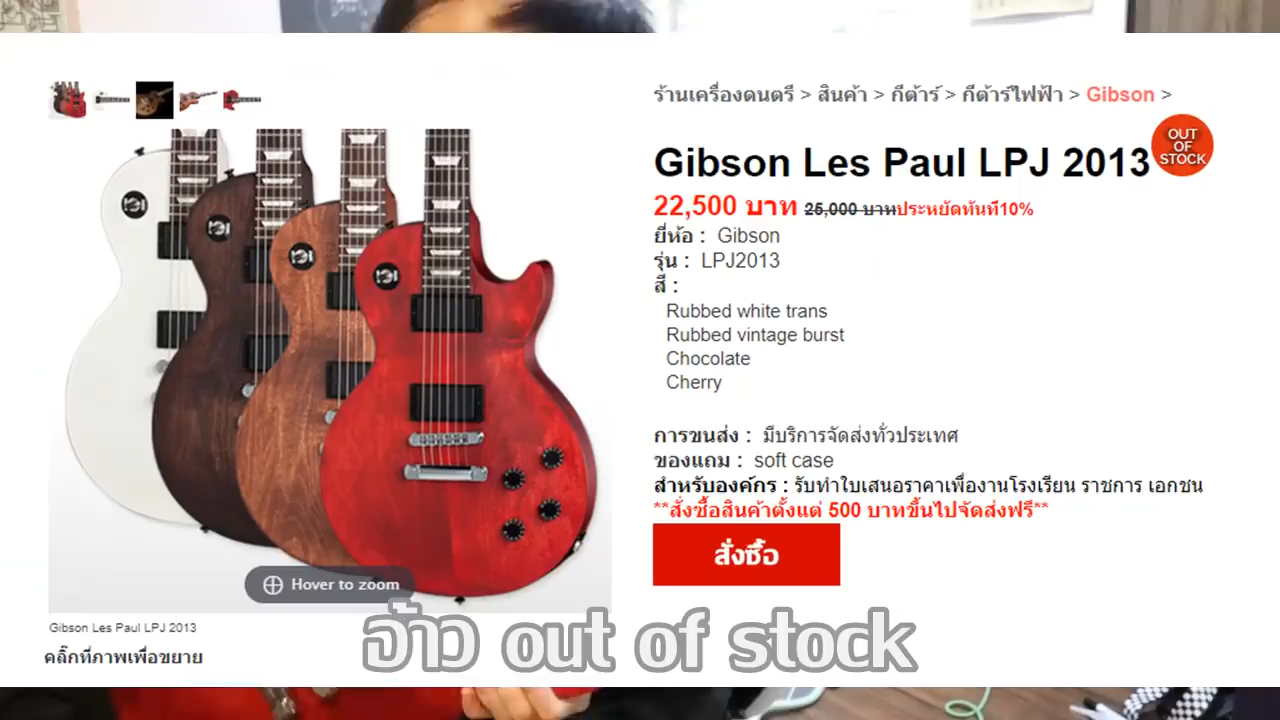 ร้านเครื่องดนตรี > สินค้า > กีต้าร์ > กีต้าร์ไฟฟ้า > Gibson >
Gibson Les Paul LPJ 2013
OUT
OF
STOCK
22,500 บาท 25,000 บาทประหยัดทันที10%
ยี่ห้อ : Gibson
รุ่น : LPJ2013
สี :
Rubbed white trans
Rubbed vintage burst
Chocolate
Cherry
การขนส่ง : มีบริการจัดส่งทั่วประเทศ
ของแถม : soft case
สำหรับองค์กร : รับทำใบเสนอราคาเพื่องานโรงเรียน ราชการ เอกชน
**สั่งซื้อสินค้าตั้งแต่ 500 บาทขึ้นไปจัดส่งฟรี**
สั่งซื้อ
Hover to zoom
Gibson Les Paul LPJ 2013
คลิ๊กที่ภาพเพื่อขยาย
อ้าว out of stock